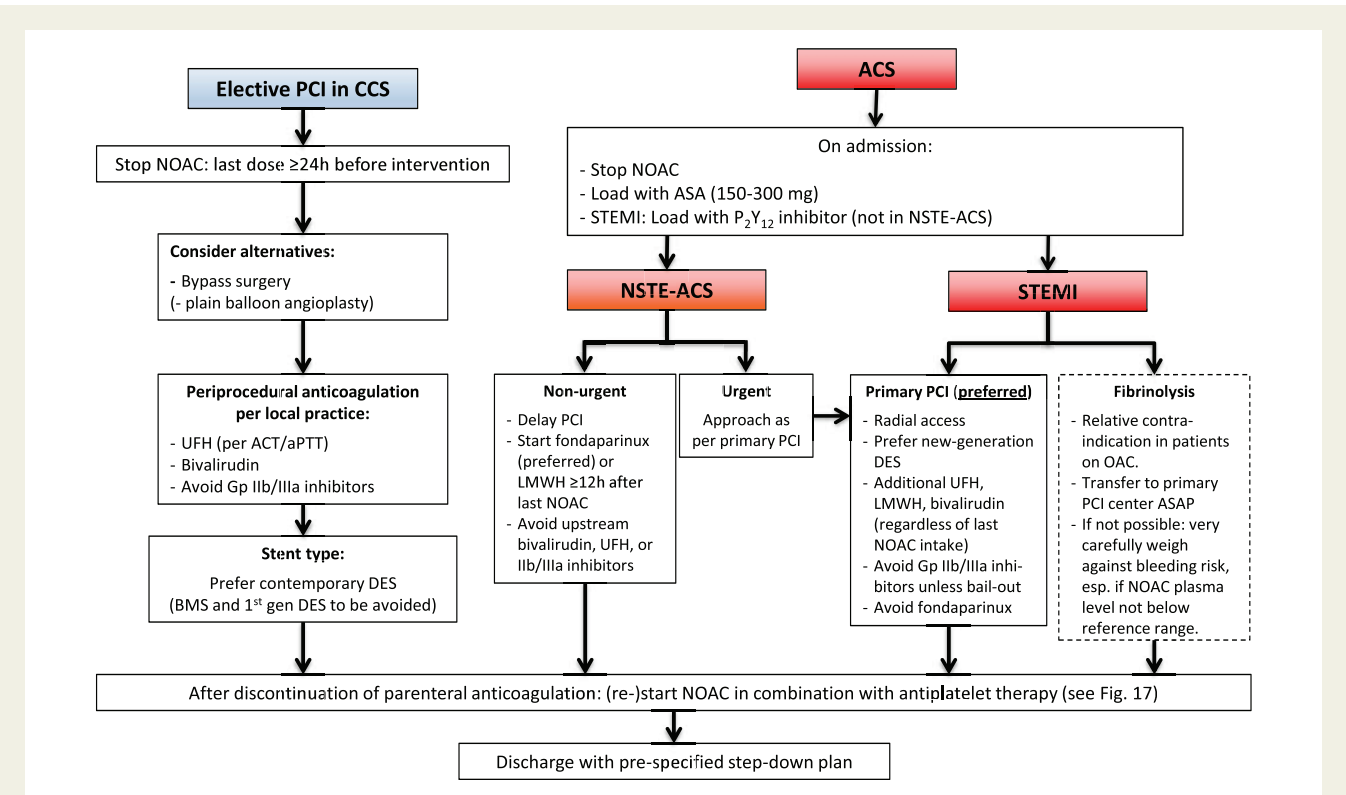 Elective PCI in CCS
Stop NOAC: last dose ≥24h before intervention
Consider alternatives:
- Bypass surgery
(- plain balloon angioplasty)
Periprocedural anticoagulation
per local practice:
- UFH (per ACT/aPTT)
- Bivalirudin
- Avoid Gp IIb/IIIa inhibitors
Stent type:
Prefer contemporary DES
(BMS and 1st gen DES to be avoided)
ACS
On admission:
- Stop NOAC
- Load with ASA (150-300 mg)
- STEMI: Load with P2Y12 inhibitor (not in NSTE-ACS)
NSTE-ACS
Non-urgent
- Delay PCI
- Start fondaparinux
(preferred) or
LMWH ≥12h after
last NOAC
- Avoid upstream
bivalirudin, UFH, or
IIb/IIIa inhibitors
Urgent
Approach as
per primary PCI
STEMI
Primary PCI (preferred)
- Radial access
- Prefer new-generation
DES
- Additional UFH,
LMWH, bivalirudin
(regardless of last
NOAC intake)
- Avoid Gp IIb/IIIa inhi-
bitors unless bail-out
- Avoid fondaparinux
Fibrinolysis
- Relative contra-
indication in patients
on OAC.
- Transfer to primary
PCI center ASAP
- If not possible: very
carefully weigh
against bleeding risk,
esp. if NOAC plasma
level not below
reference range.
After discontinuation of parenteral anticoagulation: (re-)start NOAC in combination with antiplatelet therapy (see Fig. 17)
Discharge with pre-specified step-down plan